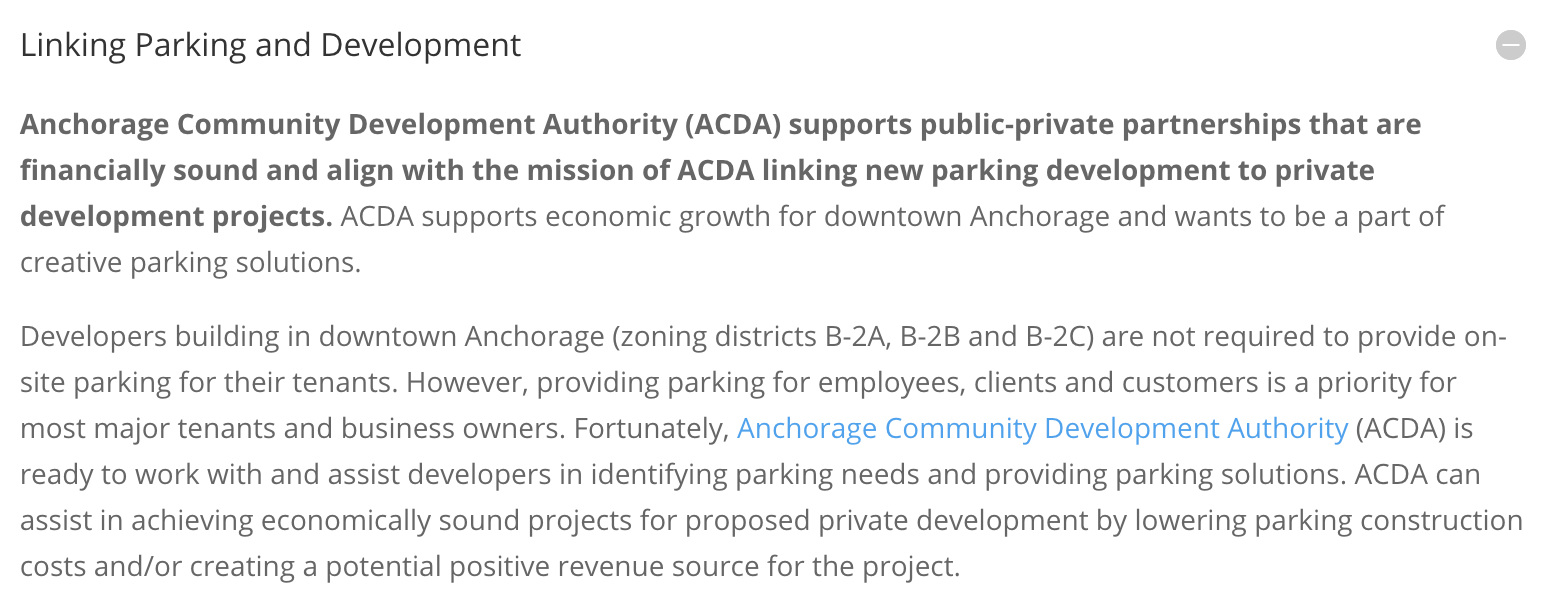 Linking Parking and Development
Anchorage Community Development Authority (ACDA) supports public-private partnerships that are
financially sound and align with the mission of ACDA linking new parking development to private
development projects. ACDA supports economic growth for downtown Anchorage and wants to be a part of
creative parking solutions.
Developers building in downtown Anchorage (zoning districts B-2A, B-2B and B-2C) are not required to provide on-
site parking for their tenants. However, providing parking for employees, clients and customers is a priority for
most major tenants and business owners. Fortunately, Anchorage Community Development Authority (ACDA) is
ready to work with and assist developers in identifying parking needs and providing parking solutions. ACDA can
assist in achieving economically sound projects for proposed private development by lowering parking construction
costs and/or creating a potential positive revenue source for the project.